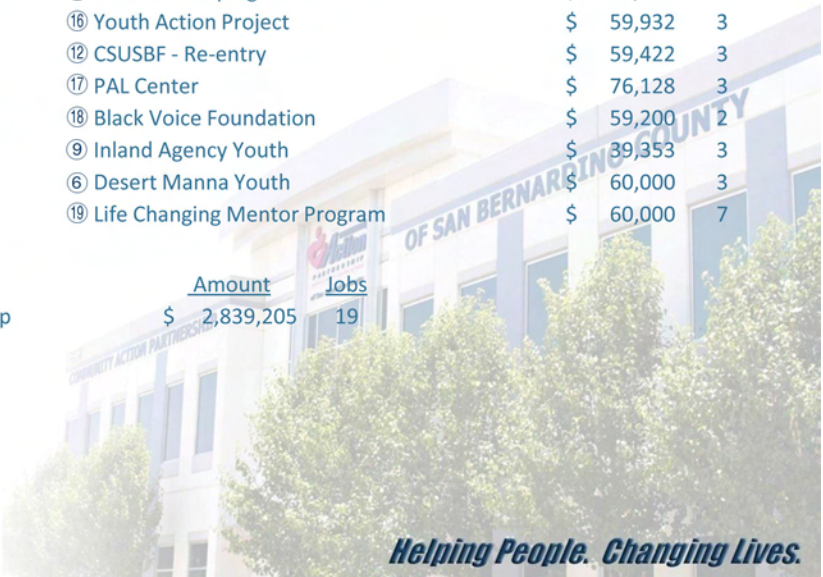 ⑯ Youth Action Project $ 59,932 3
⑫ CSUSBF - Re-entry $ 59,422 3
⑰ PAL Center $ 76,128 3
⑱ Black Voice Foundation $ 59,200 2
⑨ Inland Agency Youth $ 39,353 3
⑥ Desert Manna Youth $ 60,000 3
⑲ Life Changing Mentor Program $ 60,000 7
OF SAN BERNARDINO COUNTY
Action
PARTNERSHIP
Amount Jobs
p $ 2,839,205 19
COMMUNITY ACTION PARTNERSHIP
Helping People. Changing Lives.